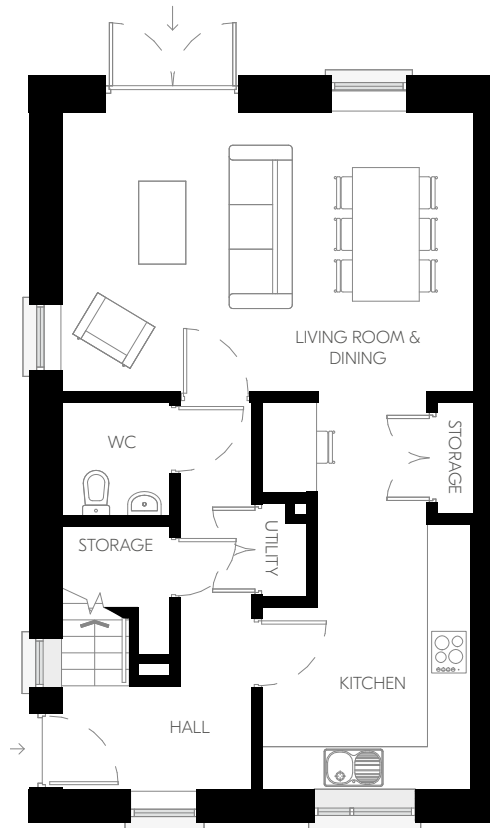 LIVING ROOM &
DINING
WC
STORAGE
STORAGE
UTILITY
KITCHEN
HALL